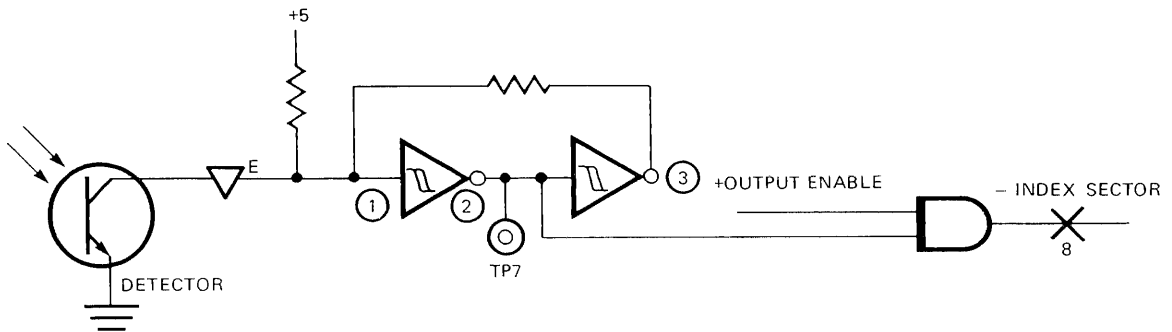 +5
E
1
2
3
+OUTPUT ENABLE
– INDEX SECTOR
8
TP7
DETECTOR